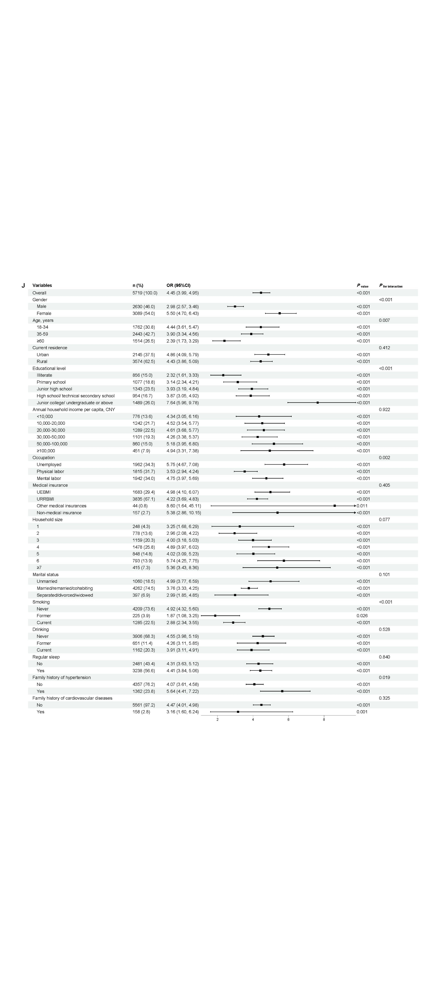 J Variables n (%) OR (95%CI) P value P for interaction
Overall 5719 (100.0) 4.45 (3.99, 4.95) <0.001
Gender <0.001
Male 2630 (46.0) 2.98 (2.57, 3.46) <0.001
Female 3089 (54.0) 5.50 (4.70, 6.43) <0.001
Age, years 0.007
18-34 1762 (30.8) 4.44 (3.61, 5.47) <0.001
35-59 2443 (42.7) 3.90 (3.34, 4.56) <0.001
≥60 1514 (26.5) 2.39 (1.73, 3.29) <0.001
Current residence 0.412
Urban 2145 (37.5) 4.86 (4.09, 5.79) <0.001
Rural 3574 (62.5) 4.43 (3.86, 5.09) <0.001
Educational level <0.001
Illiterate 856 (15.0) 2.32 (1.61, 3.33) <0.001
Primary school 1077 (18.8) 3.14 (2.34, 4.21) <0.001
Junior high school 1343 (23.5) 3.93 (3.19, 4.84) <0.001
High school/ technical secondary school 954 (16.7) 3.87 (3.05, 4.92) <0.001
Junior college/ undergraduate or above 1489 (26.0) 7.64 (5.96, 9.78) <0.001
Annual household income per capita, CNY 0.922
<10,000 776 (13.6) 4.34 (3.05, 6.16) <0.001
10,000-20,000 1242 (21.7) 4.52 (3.54, 5.77) <0.001
20,000-30,000 1289 (22.5) 4.61 (3.68, 5.77) <0.001
30,000-50,000 1101 (19.3) 4.26 (3.38, 5.37) <0.001
50,000-100,000 860 (15.0) 5.18 (3.95, 6.80) <0.001
≥100,000 451 (7.9) 4.94 (3.31, 7.38) <0.001
Occupation 0.002
Unemployed 1962 (34.3) 5.75 (4.67, 7.08) <0.001
Physical labor 1815 (31.7) 3.53 (2.94, 4.24) <0.001
Mental labor 1942 (34.0) 4.75 (3.97, 5.69) <0.001
Medical insurance 0.405
UEBMI 1683 (29.4) 4.98 (4.10, 6.07) <0.001
URRBMI 3835 (67.1) 4.22 (3.69, 4.83) <0.001
Other medical insurances 44 (0.8) 8.60 (1.64, 45.11) 0.011
Non-medical insurance 157 (2.7) 5.38 (2.86, 10.15) <0.001
Household size 0.077
1 248 (4.3) 3.25 (1.68, 6.29) <0.001
2 778 (13.6) 2.96 (2.08, 4.22) <0.001
3 1159 (20.3) 4.00 (3.18, 5.03) <0.001
4 1478 (25.8) 4.89 (3.97, 6.02) <0.001
5 848 (14.8) 4.02 (3.09, 5.23) <0.001
6 793 (13.9) 5.74 (4.25, 7.75) <0.001
≥7 415 (7.3) 5.36 (3.43, 8.36) <0.001
Marital status 0.101
Unmarried 1060 (18.5) 4.99 (3.77, 6.59) <0.001
Married/remarried/cohabiting 4262 (74.5) 3.76 (3.33, 4.25) <0.001
Separated/divorced/widowed 397 (6.9) 2.99 (1.85, 4.85) <0.001
Smoking <0.001
Never 4209 (73.6) 4.92 (4.32, 5.60) <0.001
Former 225 (3.9) 1.87 (1.08, 3.25) 0.026
Current 1285 (22.5) 2.88 (2.34, 3.55) <0.001
Drinking 0.528
Never 3906 (68.3) 4.55 (3.98, 5.19) <0.001
Former 651 (11.4) 4.26 (3.11, 5.85) <0.001
Current 1162 (20.3) 3.91 (3.11, 4.91) <0.001
Regular sleep 0.840
No 2481 (43.4) 4.31 (3.63, 5.12) <0.001
Yes 3238 (56.6) 4.41 (3.84, 5.06) <0.001
Family history of hypertension 0.019
No 4357 (76.2) 4.07 (3.61, 4.58) <0.001
Yes 1362 (23.8) 5.64 (4.41, 7.22) <0.001
Family history of cardiovascular diseases 0.325
No 5561 (97.2) 4.47 (4.01, 4.98) <0.001
Yes 158 (2.8) 3.16 (1.60, 6.24) 0.001
2 4 6 8